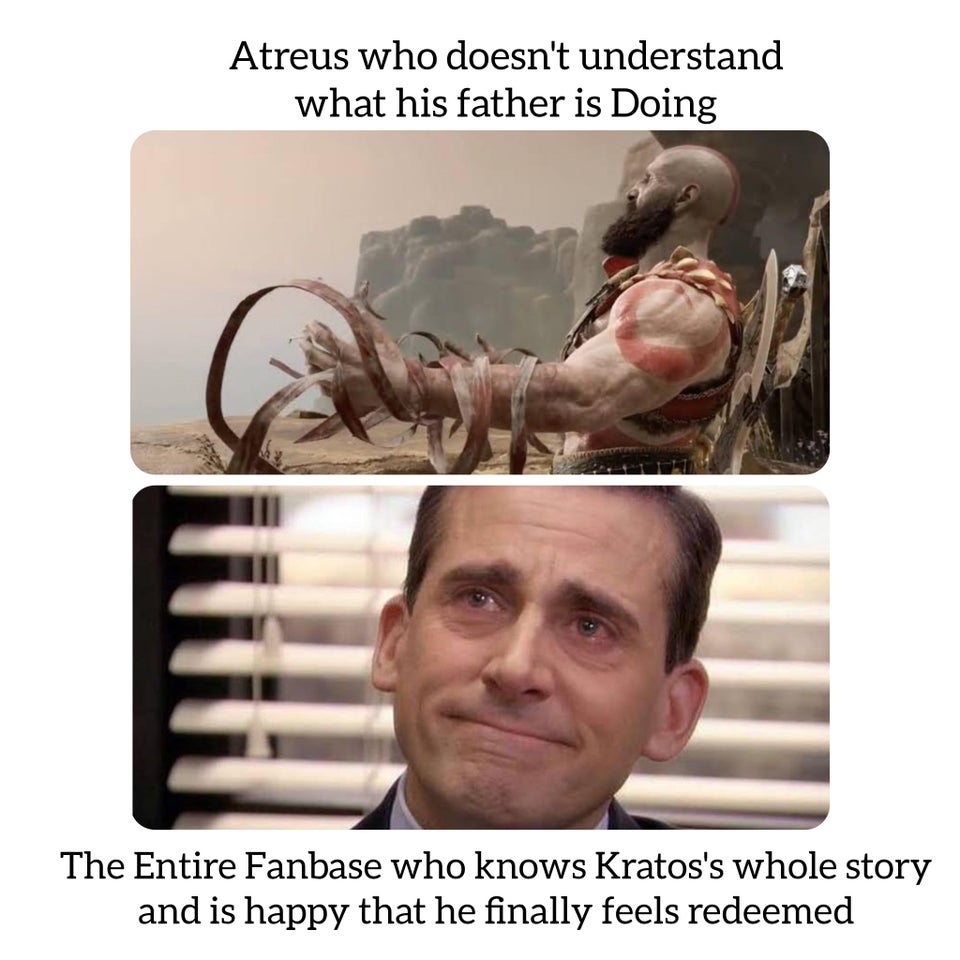 Atreus who doesn't understand
what his father is Doing
The Entire Fanbase who knows Kratos's whole story
and is happy that he finally feels redeemed